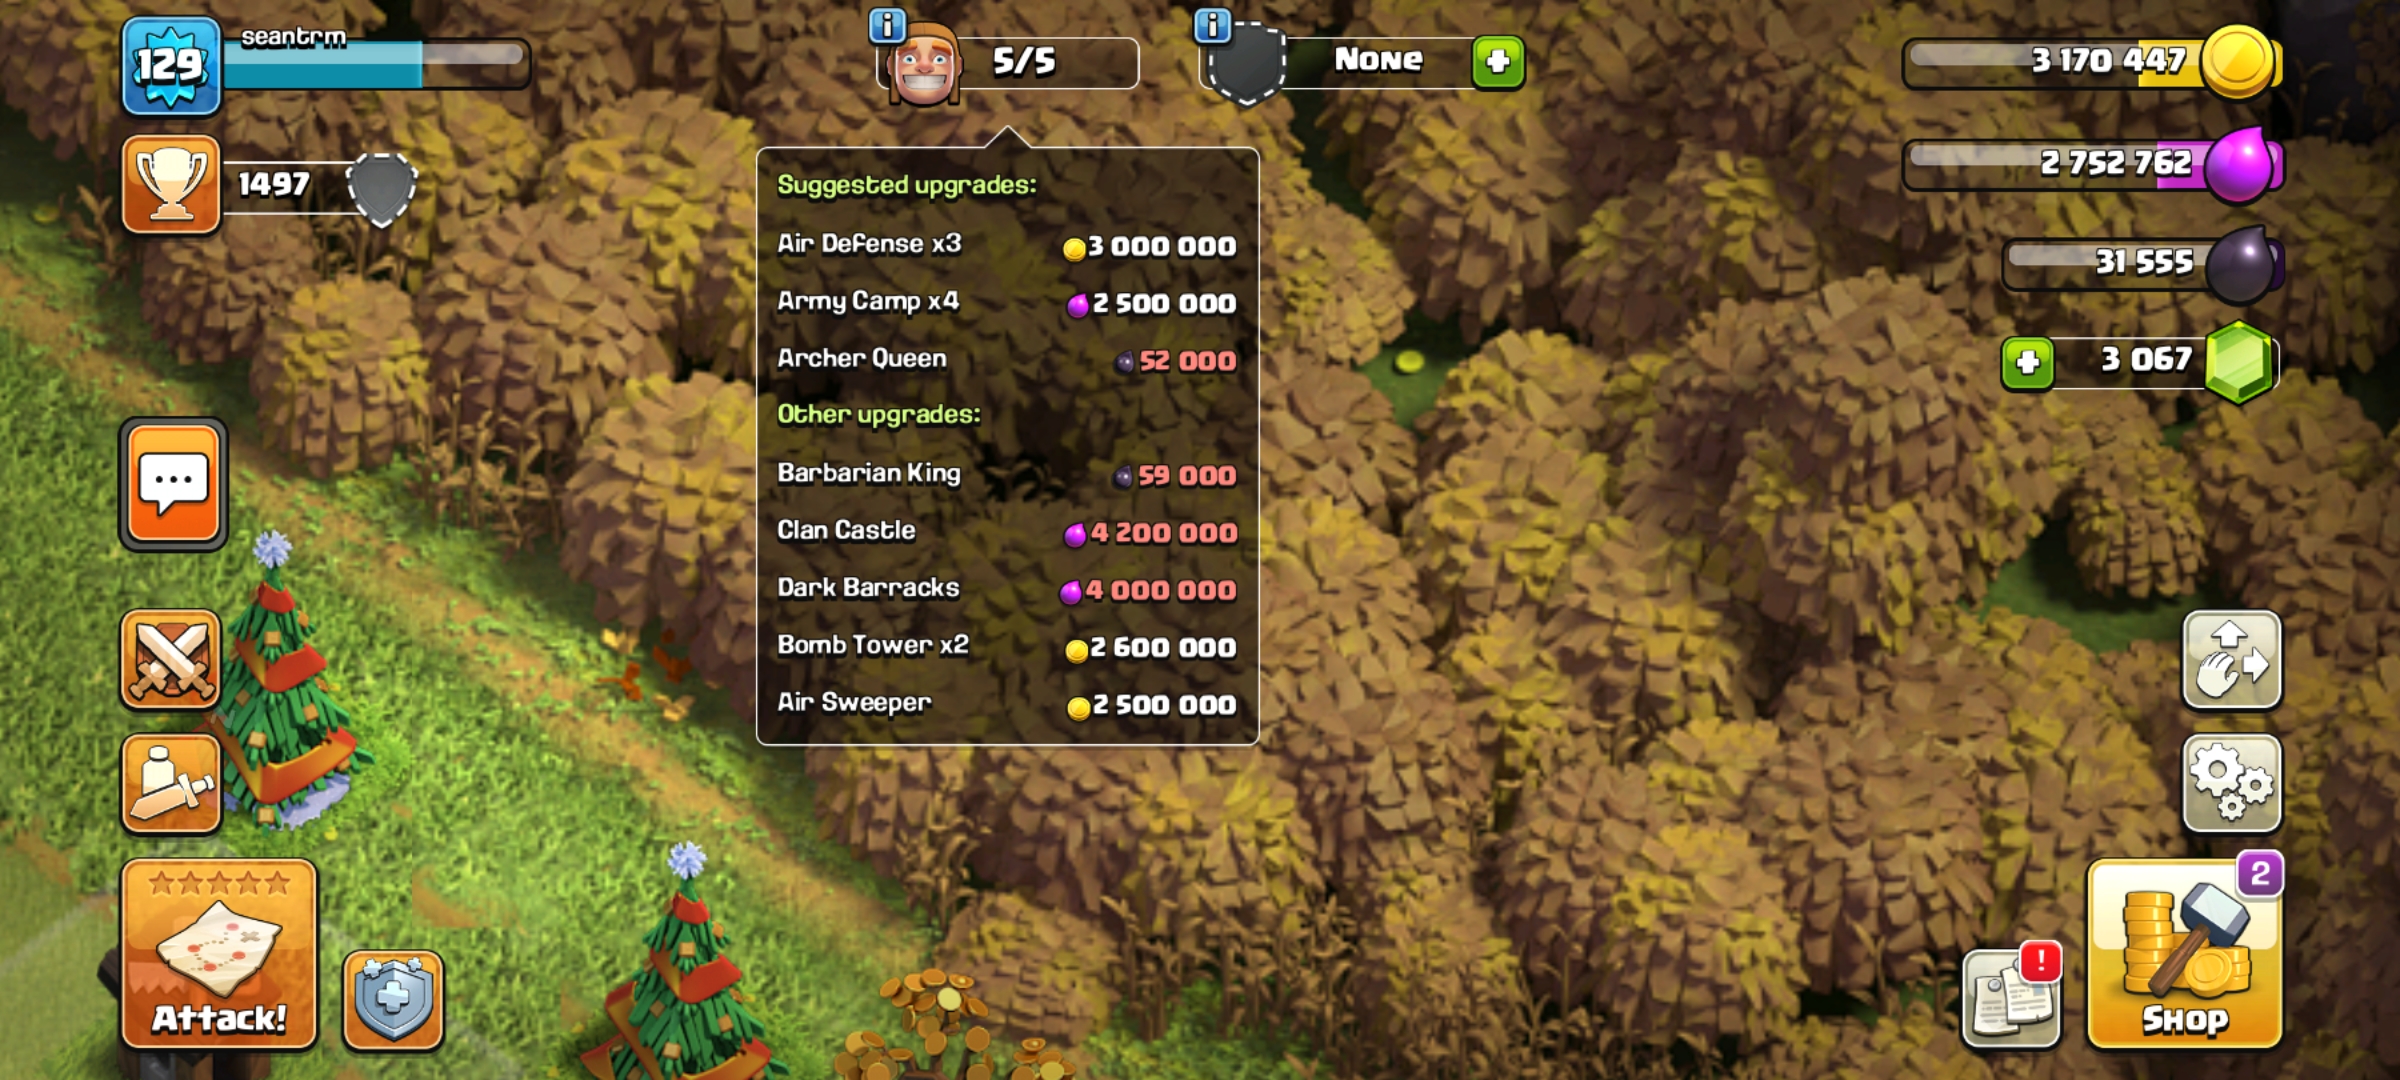 129
seantrm
5/5
None
3 170 447
1497
2 752 762
31 555
3 067
Suggested upgrades:
Air Defense x3 3 000 000
Army Camp x4 2 500 000
Archer Queen 52 000
Other upgrades:
Barbarian King 59 000
Clan Castle 4 200 000
Dark Barracks 4 000 000
Bomb Tower x2 2 600 000
Air Sweeper 2 500 000
Attack!
!
2
Shop